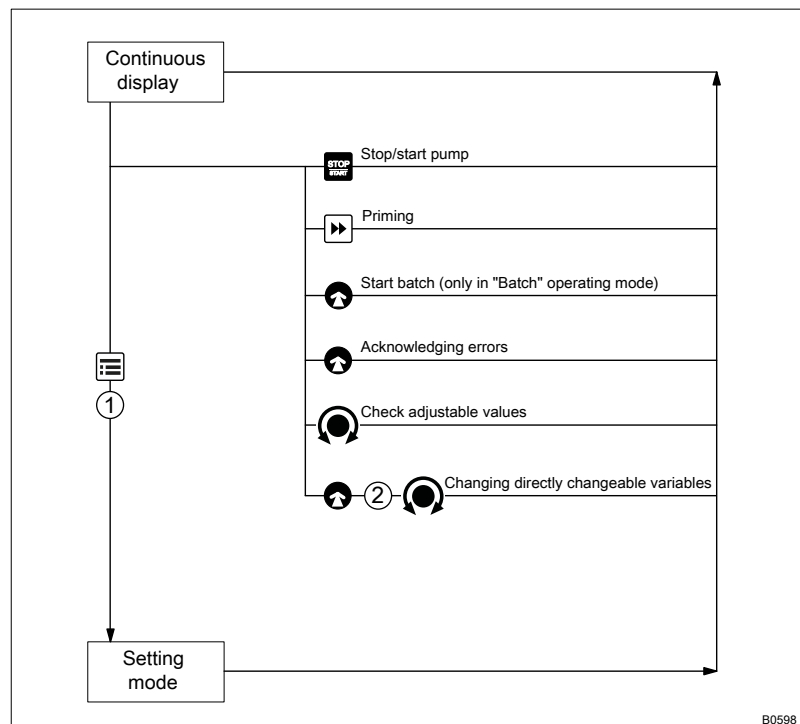 Continuous
display
STOP
START
Stop/start pump
Priming
Start batch (only in "Batch" operating mode)
Acknowledging errors
1
Check adjustable values
2
Changing directly changeable variables
Setting
mode
B0598